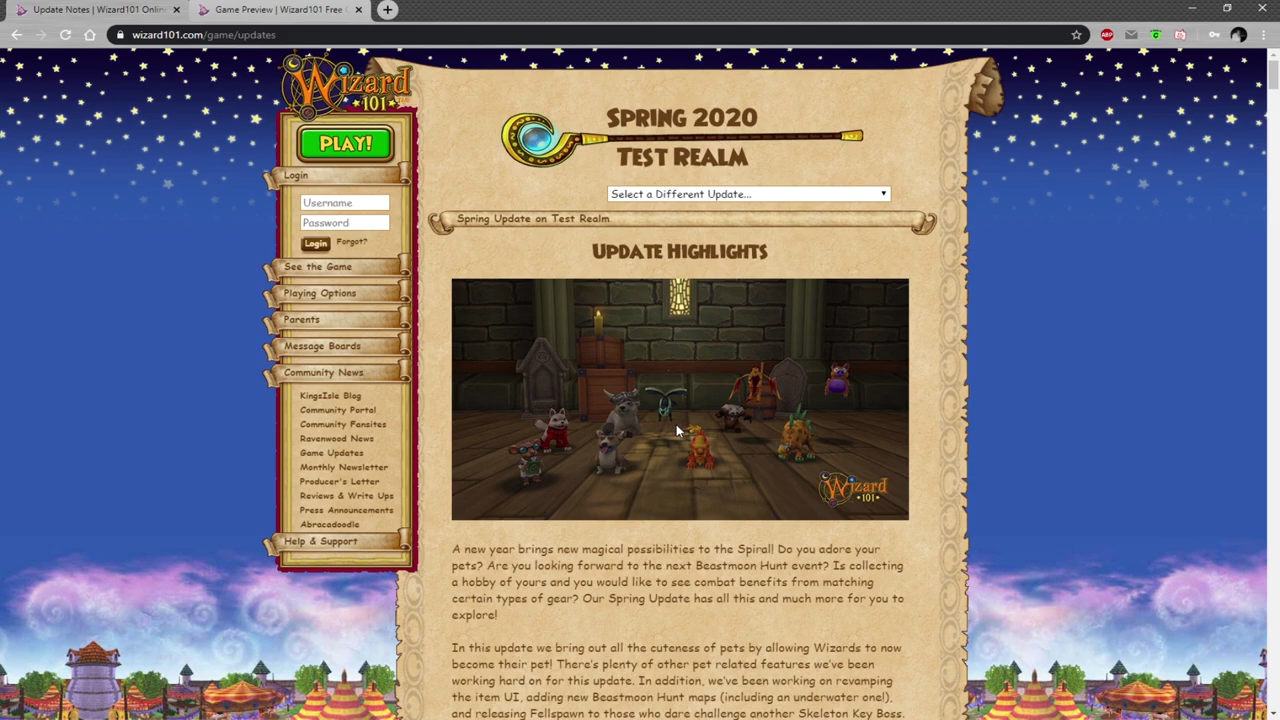 Update Notes | Wizard101 Online
Game Preview | Wizard101 Free
wizard101.com/game/updates
ABP
Wizard
101
PLAY!
Login
Username
Password
Login Forgot?
See the Game
Playing Options
Parents
Message Boards
Community News
KingsIsle Blog
Community Portal
Community Fansites
Ravenwood News
Game Updates
Monthly Newsletter
Producer's Letter
Reviews & Write Ups
Press Announcements
Abracadoodle
Help & Support
SPRING 2020
TEST REALM
Select a Different Update...
Spring Update on Test Realm
UPDATE HIGHLIGHTS
Wizard
101
A new year brings new magical possibilities to the Spiral! Do you adore your
pets? Are you looking forward to the next Beastmoon Hunt event? Is collecting
a hobby of yours and you would like to see combat benefits from matching
certain types of gear? Our Spring Update has all this and much more for you to
explore!
In this update we bring out all the cuteness of pets by allowing Wizards to now
become their pet! There's plenty of other pet related features we've been
working hard on for this update. In addition, we've been working on revamping
the item UI, adding new Beastmoon Hunt maps (including an underwater one!),
and releasing Fellspawn to those who dare challenge another Skeleton Key Boss.